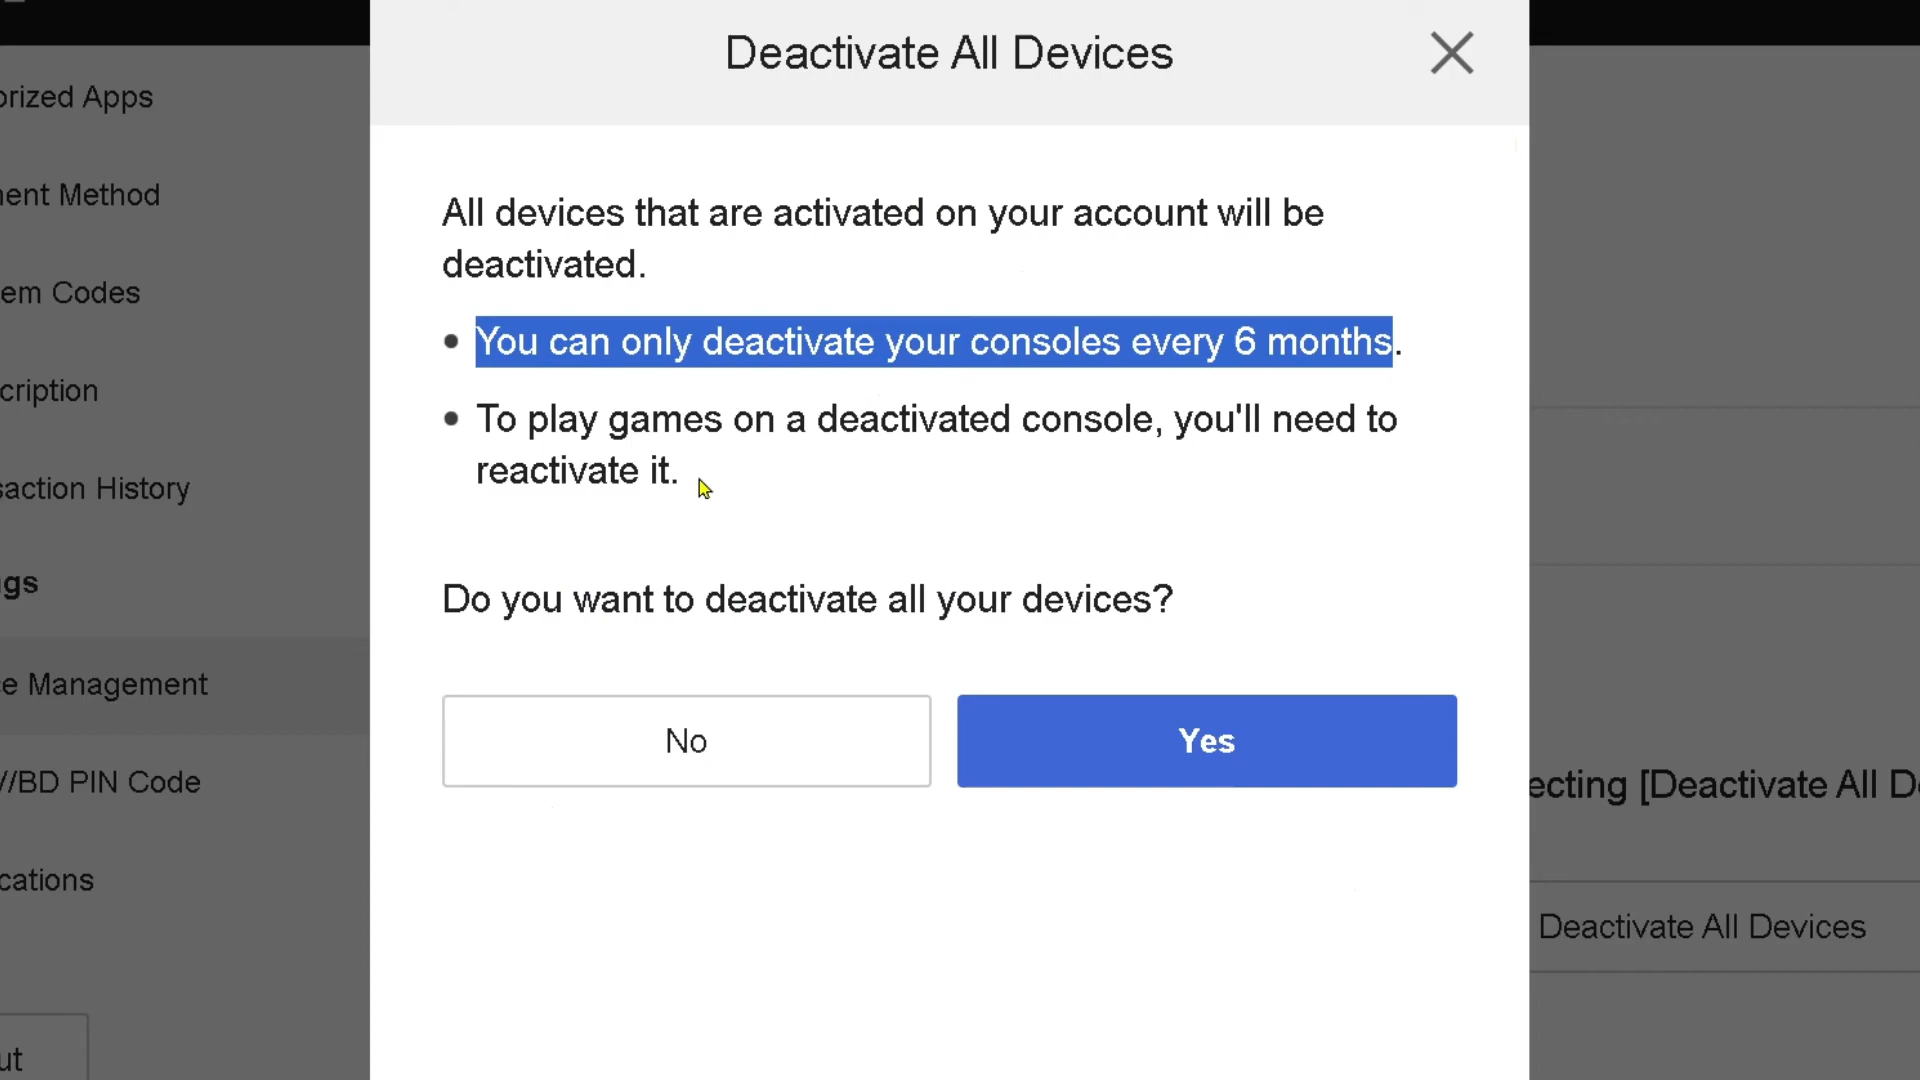 Deactivate All Devices
orized Apps
ent Method
em Codes
cription
saction History
gs
e Management
//BD PIN Code
cations
ut
All devices that are activated on your account will be
deactivated.
• You can only deactivate your consoles every 6 months.
• To play games on a deactivated console, you'll need to
reactivate it.
Do you want to deactivate all your devices?
No
Yes
ecting [Deactivate All D
Deactivate All Devices